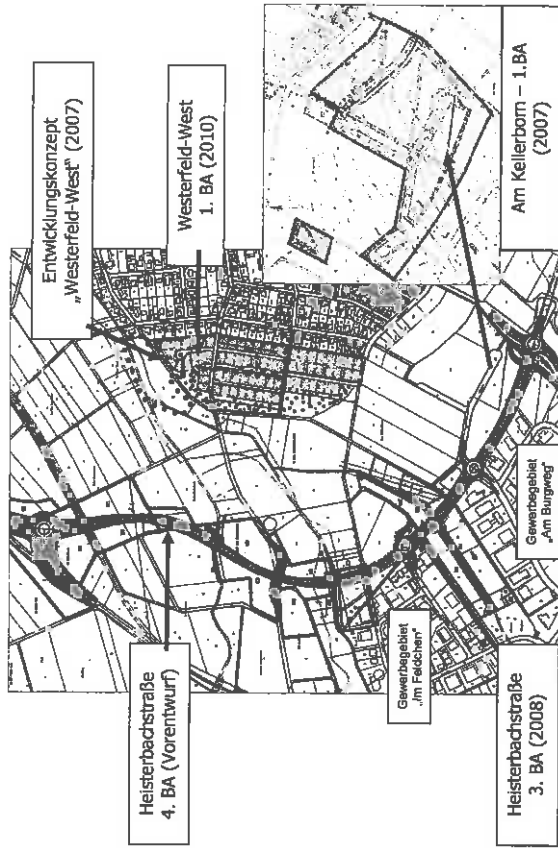 Entwicklungskonzept
„Westerfeld-West“ (2007)
Westerfeld-West
1. BA (2010)
Am Kellerborn – 1.BA
(2007)
Heisterbachstraße
4. BA (Vorentwurf)
Gewerbegebiet
„Im Feldchen“
Gewerbegebiet
„Am Burgweg“
Heisterbachstraße
3. BA (2008)